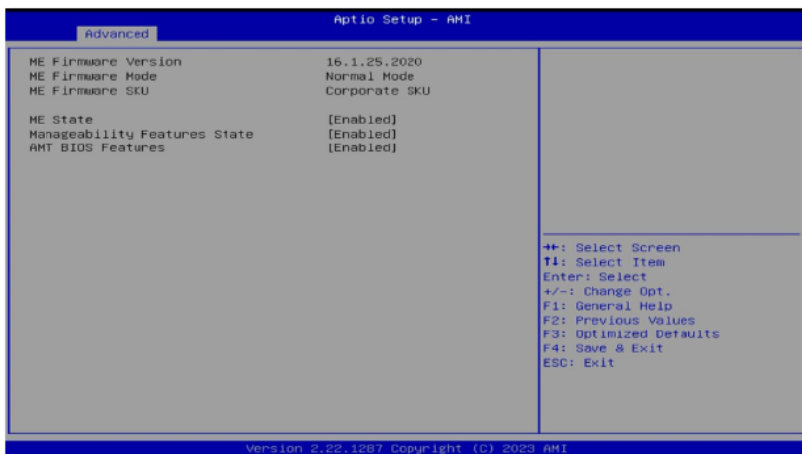 Aptio Setup - AMI
Advanced
ME Firmware Version 16.1.25.2020
ME Firmware Mode Normal Mode
ME Firmware SKU Corporate SKU
ME State [Enabled]
Manageability Features State [Enabled]
AMT BIOS Features [Enabled]
→←: Select Screen
↑↓: Select Item
Enter: Select
+/-: Change Opt.
F1: General Help
F2: Previous Values
F3: Optimized Defaults
F4: Save & Exit
ESC: Exit
Version 2.22.1287 Copyright (C) 2023 AMI